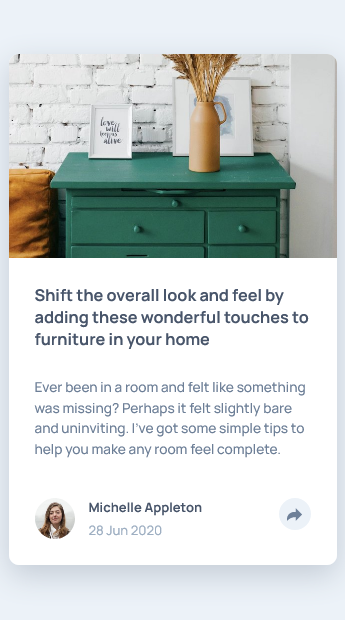 love
will
keep us
alive
Shift the overall look and feel by
adding these wonderful touches to
furniture in your home
Ever been in a room and felt like something
was missing? Perhaps it felt slightly bare
and uninviting. I’ve got some simple tips to
help you make any room feel complete.
Michelle Appleton
28 Jun 2020